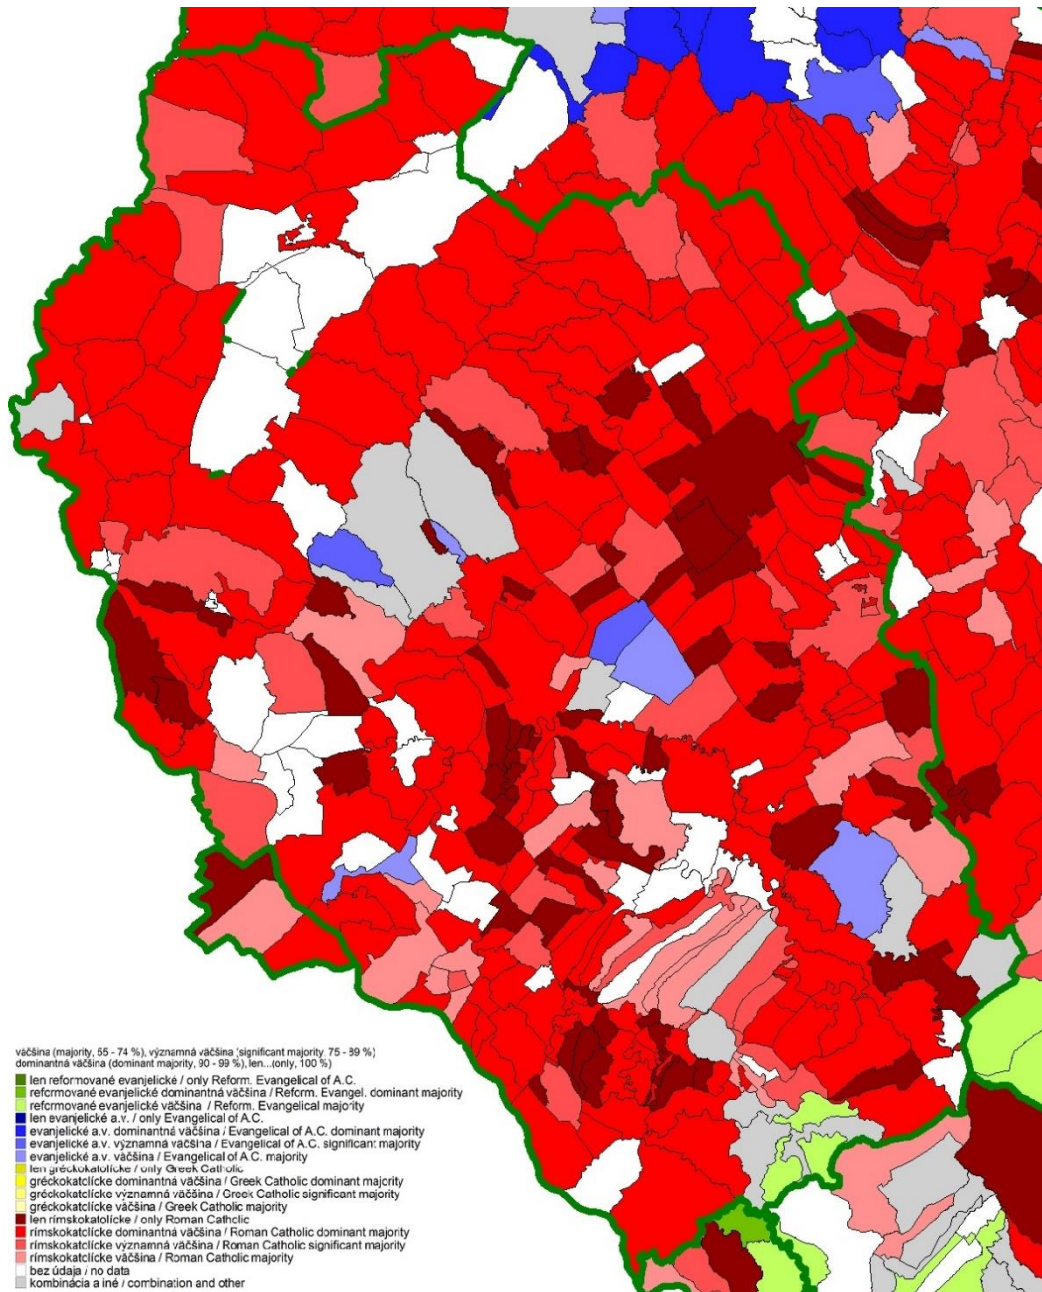 väčšina (majority, 55 - 74 %), významná väčšina (significant majority, 75 - 89 %)
dominantná väčšina (dominant majority, 90 - 99 %), len...(only, 100 %)
len reformované evanjelické / only Reform. Evangelical of A.C.
reformované evanjelické dominantná väčšina / Reform. Evangel. dominant majority
reformované evanjelické väčšina / Reform. Evangelical majority
len evanjelické a.v. / only Evangelical of A.C.
evanjelické a.v. dominantná väčšina / Evangelical of A.C. dominant majority
evanjelické a.v. významná väčšina / Evangelical of A.C. significant majority
evanjelické a.v. väčšina / Evangelical of A.C. majority
len gréckokatolícke / only Greek Catholic
gréckokatolícke dominantná väčšina / Greek Catholic dominant majority
gréckokatolícke významná väčšina / Greek Catholic significant majority
gréckokatolícke väčšina / Greek Catholic majority
len rímskokatolícke / only Roman Catholic
rímskokatolícke dominantná väčšina / Roman Catholic dominant majority
rímskokatolícke významná väčšina / Roman Catholic significant majority
rímskokatolícke väčšina / Roman Catholic majority
bez údaja / no data
kombinácia a iné / combination and other